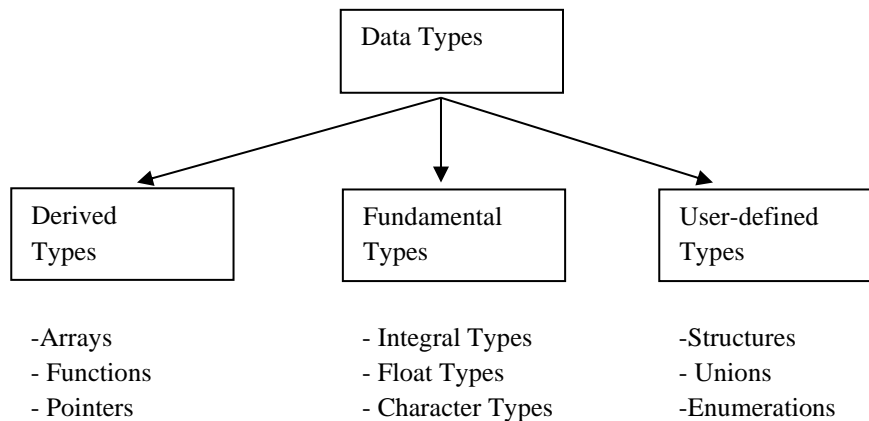 Data Types
Derived
Types
Fundamental
Types
User-defined
Types
-Arrays
- Functions
- Pointers
- Integral Types
- Float Types
- Character Types
-Structures
- Unions
-Enumerations